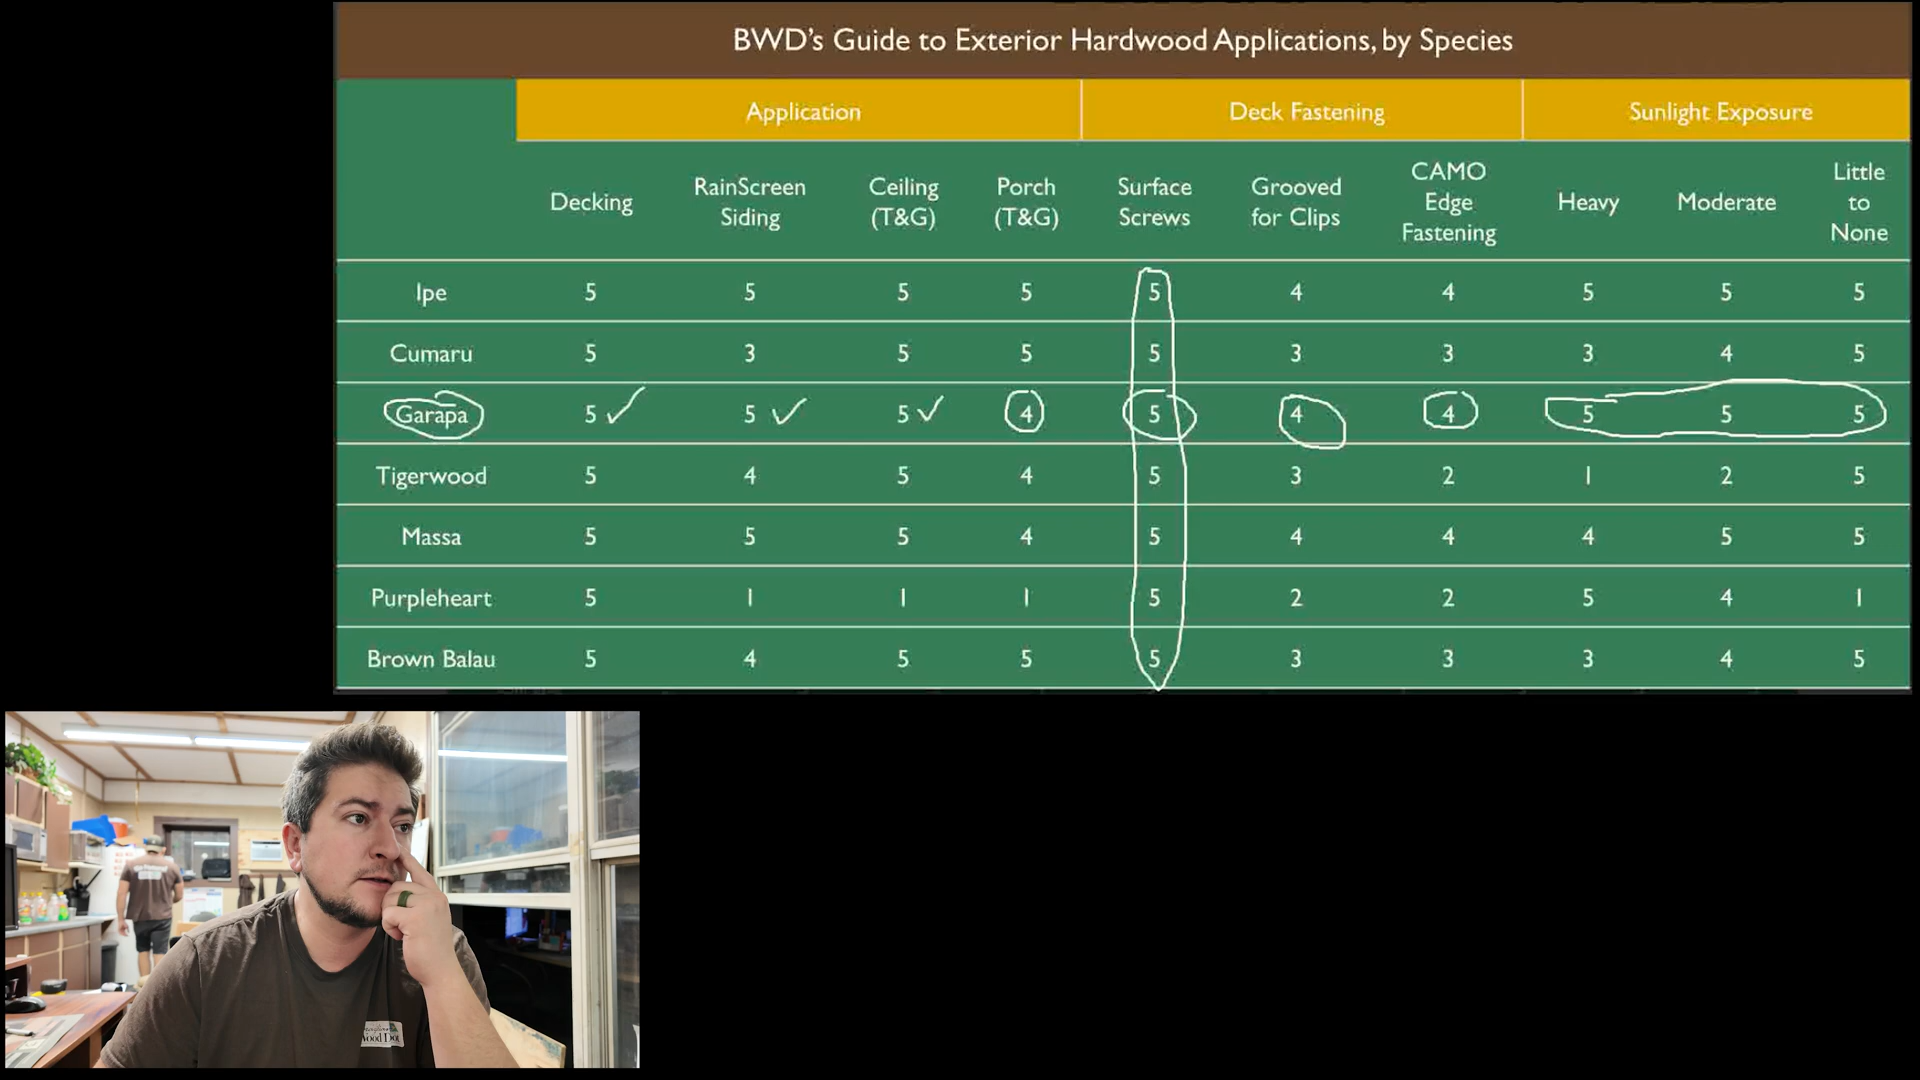 BWD's Guide to Exterior Hardwood Applications, by Species
Application Deck Fastening Sunlight Exposure
Decking RainScreen Siding Ceiling (T&G) Porch (T&G) Surface Screws Grooved for Clips CAMO Edge Fastening Heavy Moderate Little to None
Ipe 5 5 5 5 5 4 4 5 5 5
Cumaru 5 3 5 5 5 3 3 3 4 5
Garapa 5 5 5 4 5 4 4 5 5 5
Tigerwood 5 4 5 4 5 3 2 1 2 5
Massa 5 5 5 4 5 4 4 4 5 5
Purpleheart 5 1 1 1 5 2 2 5 4 1
Brown Balau 5 4 5 5 5 3 3 3 4 5